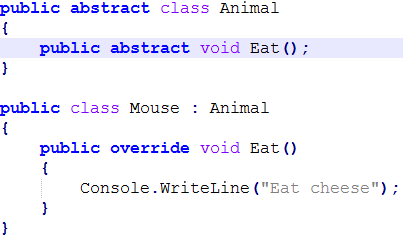 public abstract class Animal
{
    public abstract void Eat();
}

public class Mouse : Animal
{
    public override void Eat()
    {
        Console.WriteLine("Eat cheese");
    }
}